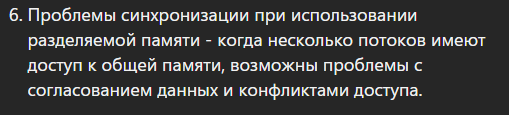 6. Проблемы синхронизации при использовании
разделяемой памяти - когда несколько потоков имеют
доступ к общей памяти, возможны проблемы с
согласованием данных и конфликтами доступа.